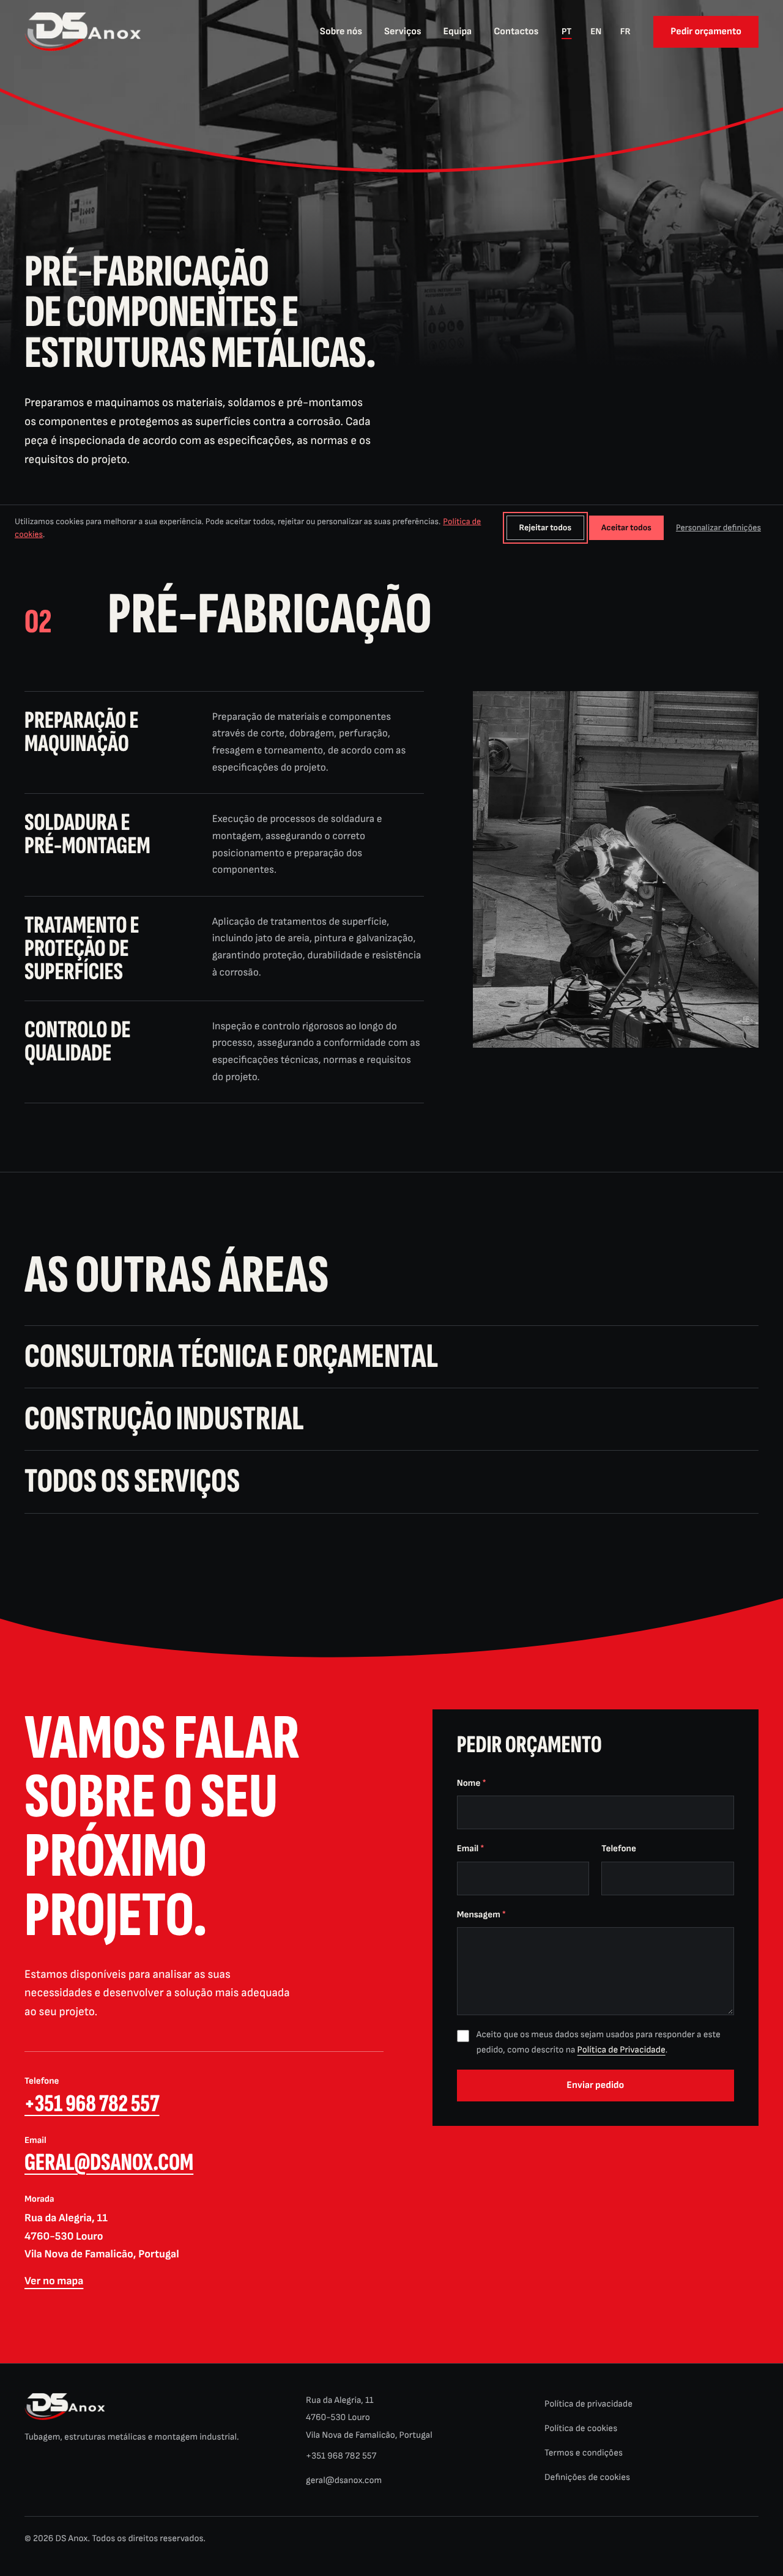 DS Anox
Sobre nós
Serviços
Equipa
Contactos
PT
EN
FR
Pedir orçamento
PRÉ-FABRICAÇÃO
DE COMPONENTES E
ESTRUTURAS METÁLICAS.
Preparamos e maquinamos os materiais, soldamos e pré-montamos
os componentes e protegemos as superfícies contra a corrosão. Cada
peça é inspecionada de acordo com as especificações, as normas e os
requisitos do projeto.
Utilizamos cookies para melhorar a sua experiência. Pode aceitar todos, rejeitar ou personalizar as suas preferências. Política de
cookies.
Rejeitar todos
Aceitar todos
Personalizar definições
02
PRÉ-FABRICAÇÃO
PREPARAÇÃO E
MAQUINAÇÃO
Preparação de materiais e componentes
através de corte, dobragem, perfuração,
fresagem e torneamento, de acordo com as
especificações do projeto.
SOLDADURA E
PRÉ-MONTAGEM
Execução de processos de soldadura e
montagem, assegurando o correto
posicionamento e preparação dos
componentes.
TRATAMENTO E
PROTEÇÃO DE
SUPERFÍCIES
Aplicação de tratamentos de superfície,
incluindo jato de areia, pintura e galvanização,
garantindo proteção, durabilidade e resistência
à corrosão.
CONTROLO DE
QUALIDADE
Inspeção e controlo rigorosos ao longo do
processo, assegurando a conformidade com as
especificações técnicas, normas e requisitos
do projeto.
AS OUTRAS ÁREAS
CONSULTORIA TÉCNICA E ORÇAMENTAL
CONSTRUÇÃO INDUSTRIAL
TODOS OS SERVIÇOS
VAMOS FALAR
SOBRE O SEU
PRÓXIMO
PROJETO.
Estamos disponíveis para analisar as suas
necessidades e desenvolver a solução mais adequada
ao seu projeto.
Telefone
+351 968 782 557
Email
GERAL@DSANOX.COM
Morada
Rua da Alegria, 11
4760-530 Louro
Vila Nova de Famalicão, Portugal
Ver no mapa
PEDIR ORÇAMENTO
Nome *
Email *
Telefone
Mensagem *
Aceito que os meus dados sejam usados para responder a este
pedido, como descrito na Política de Privacidade.
Enviar pedido
DS Anox
Tubagem, estruturas metálicas e montagem industrial.
Rua da Alegria, 11
4760-530 Louro
Vila Nova de Famalicão, Portugal
+351 968 782 557
geral@dsanox.com
Política de privacidade
Política de cookies
Termos e condições
Definições de cookies
© 2026 DS Anox. Todos os direitos reservados.